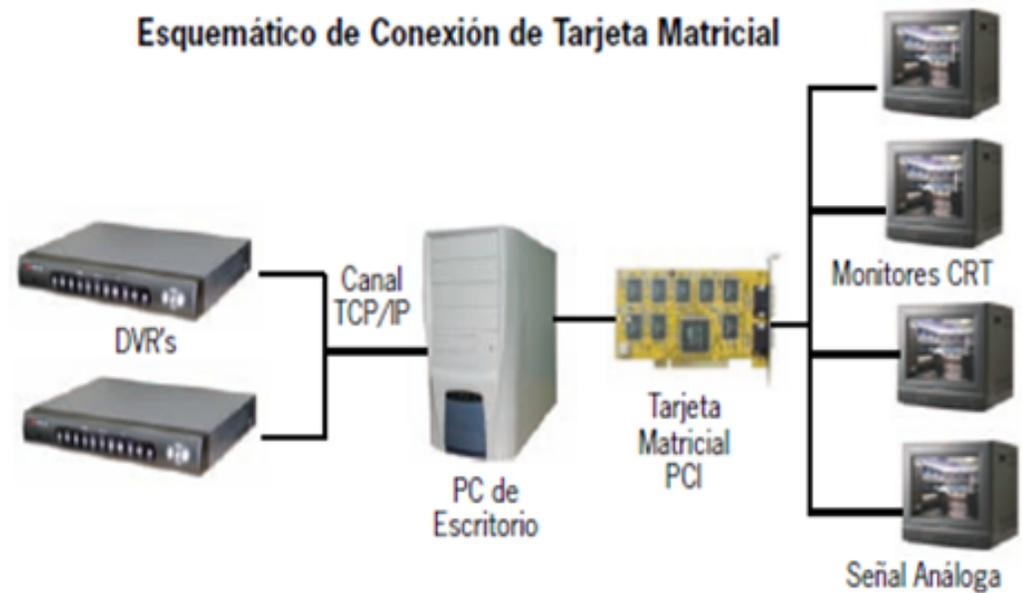 Esquemático de Conexión de Tarjeta Matricial
Canal
TCP/IP
DVR's
Monitores CRT
Tarjeta
Matricial
PCI
PC de
Escritorio
Señal Análoga